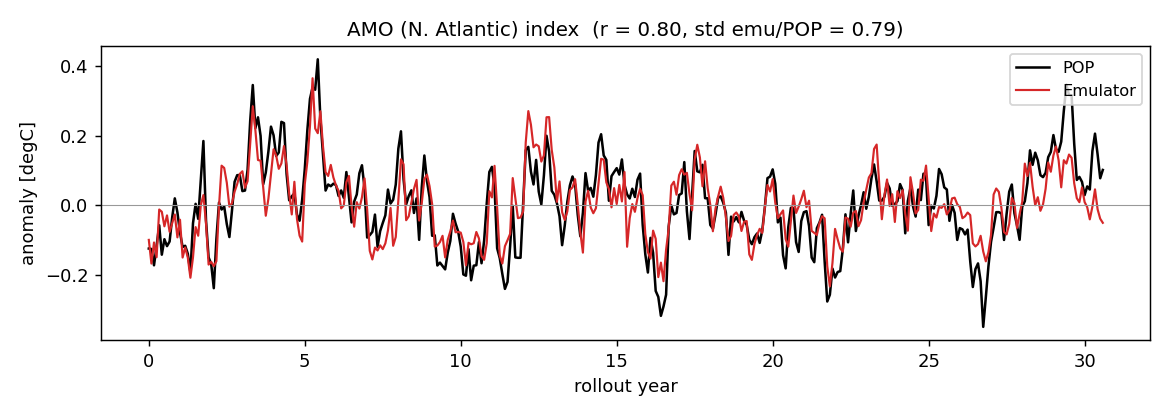 AMO (N. Atlantic) index  (r = 0.80, std emu/POP = 0.79)
anomaly [degC]
0.4
0.2
0.0
−0.2
POP
Emulator
0 5 10 15 20 25 30
rollout year